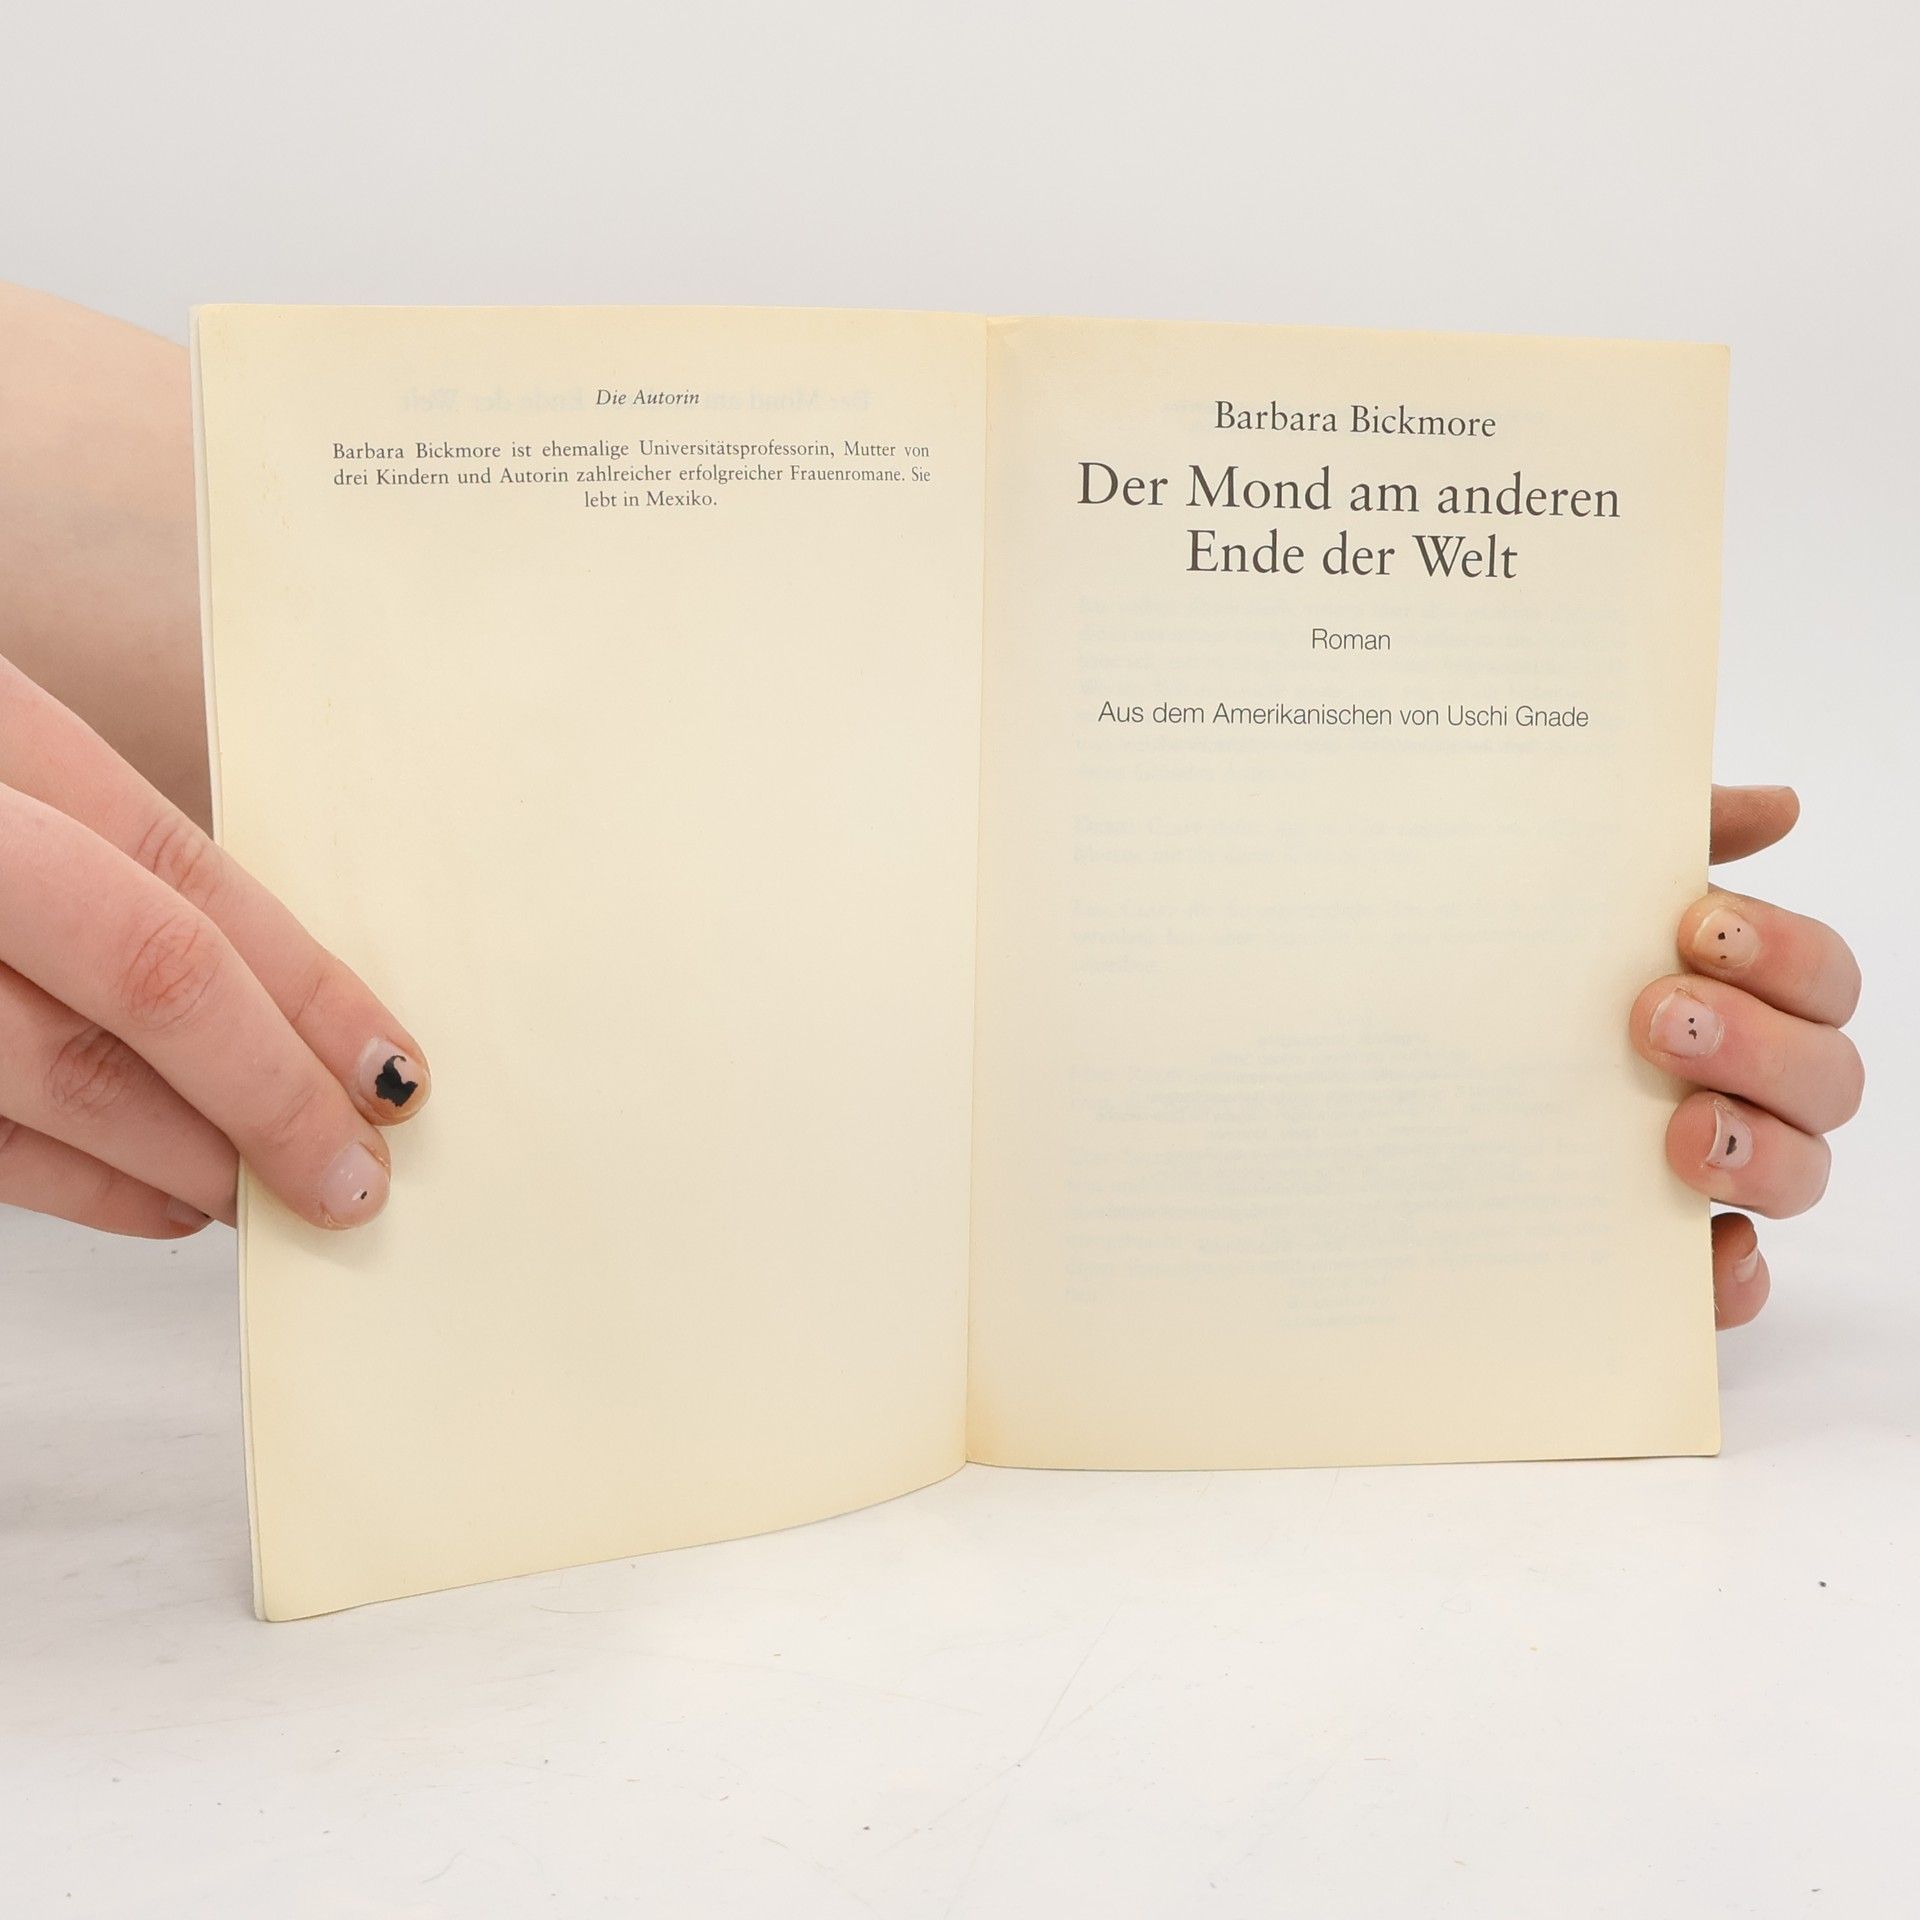 Die Autorin
Barbara Bickmore ist ehemalige Universitätsprofessorin, Mutter von
drei Kindern und Autorin zahlreicher erfolgreicher Frauenromane. Sie
lebt in Mexiko.
Barbara Bickmore
Der Mond am anderen
Ende der Welt
Roman
Aus dem Amerikanischen von Uschi Gnade